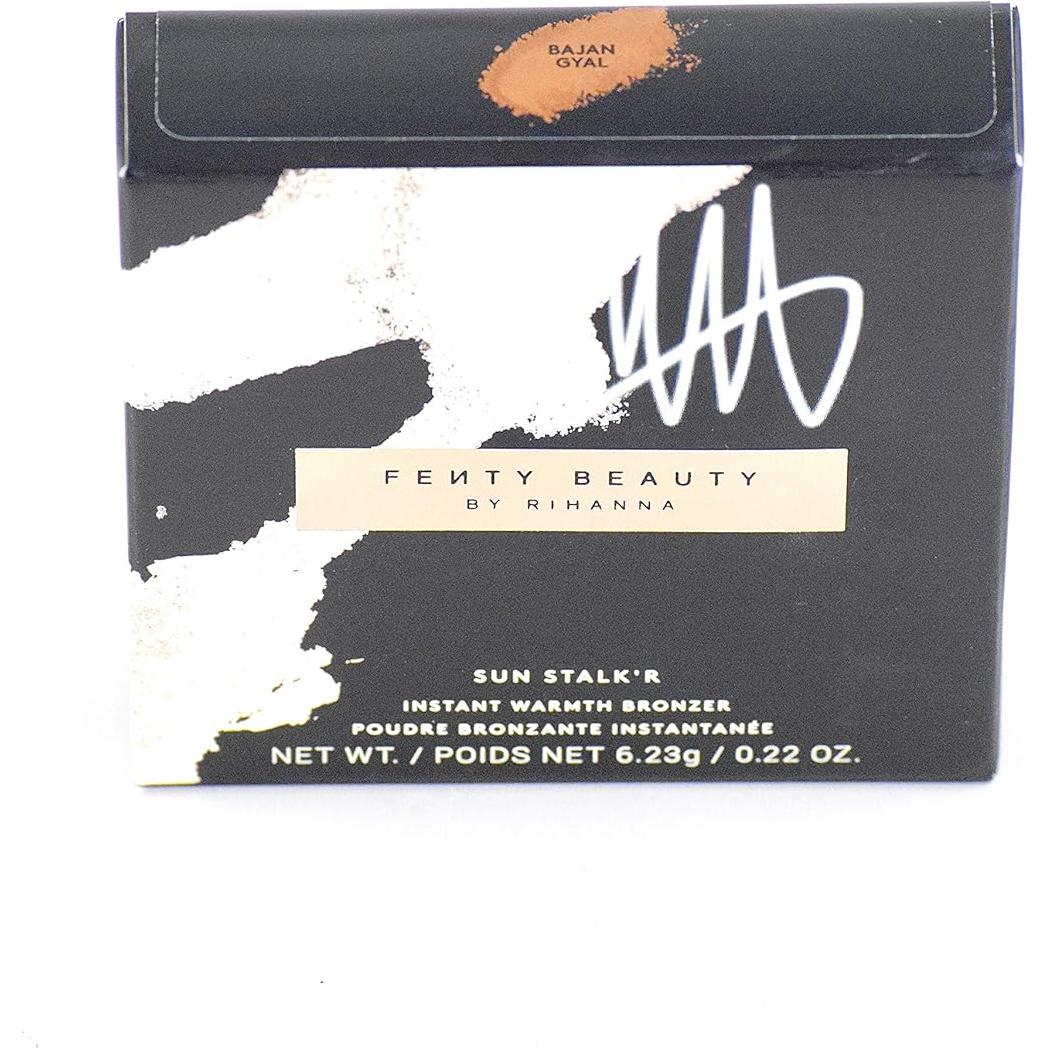 BAJAN
GYAL
FEИTY BEAUTY
BY RIHANNA
SUN STALK'R
INSTANT WARMTH BRONZER
POUDRE BRONZANTE INSTANTANÉE
NET WT. / POIDS NET 6.23g / 0.22 OZ.